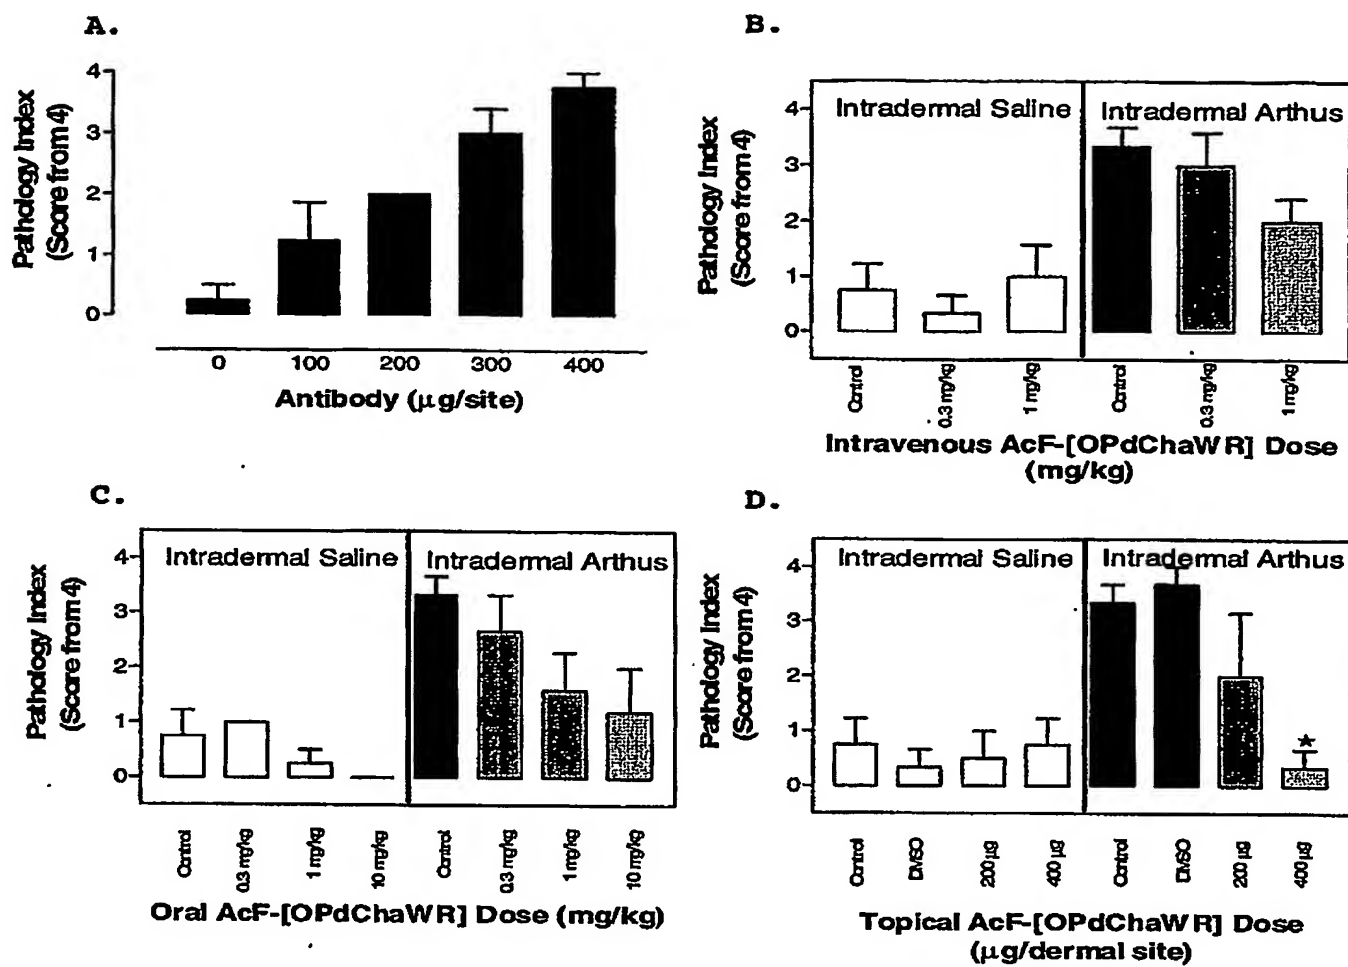 A.
Pathology Index
(Score from 4)
4
3
2
1
0
0 100 200 300 400
Antibody (µg/site)
B.
Pathology Index
(Score from 4)
4
3
2
1
0
Intradermal Saline
Intradermal Arthus
Control 0.3 mg/kg 1 mg/kg Control 0.3 mg/kg 1 mg/kg
Intravenous AcF-[OPdChaWR] Dose
(mg/kg)
C.
Pathology Index
(Score from 4)
4
3
2
1
0
Intradermal Saline
Intradermal Arthus
Control 0.3 mg/kg 1 mg/kg 10 mg/kg Control 0.3 mg/kg 1 mg/kg 10 mg/kg
Oral AcF-[OPdChaWR] Dose (mg/kg)
D.
Pathology Index
(Score from 4)
4
3
2
1
0
Intradermal Saline
Intradermal Arthus
★
Control DMSO 200 µg 400 µg Control DMSO 200 µg 400 µg
Topical AcF-[OPdChaWR] Dose
(µg/dermal site)